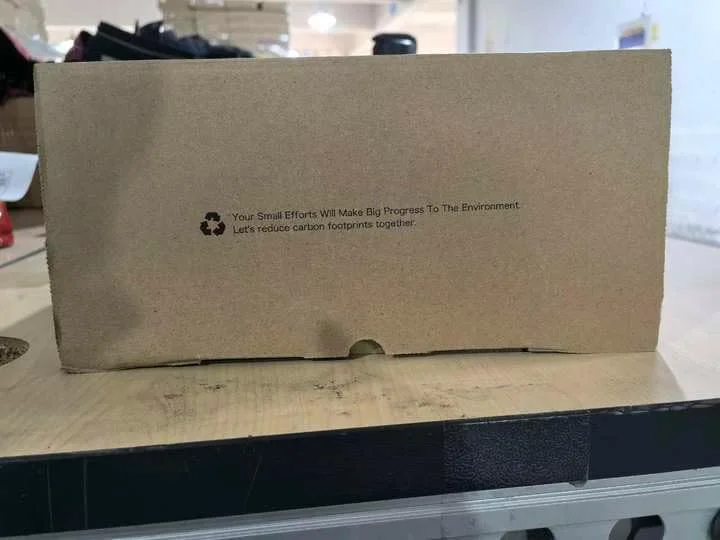 Your Small Efforts Will Make Big Progress To The Environment.
Let's reduce carbon footprints together.